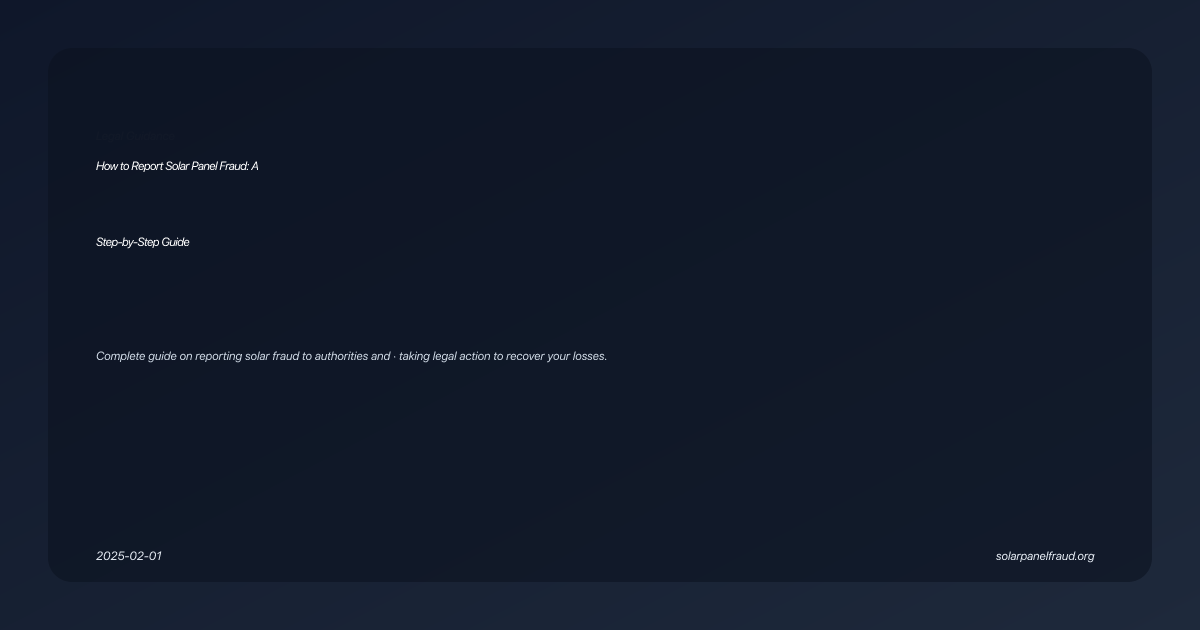 How to Report Solar Panel Fraud: A
Step-by-Step Guide
Complete guide on reporting solar fraud to authorities and · taking legal action to recover your losses.
2025-02-01
solarpanelfraud.org